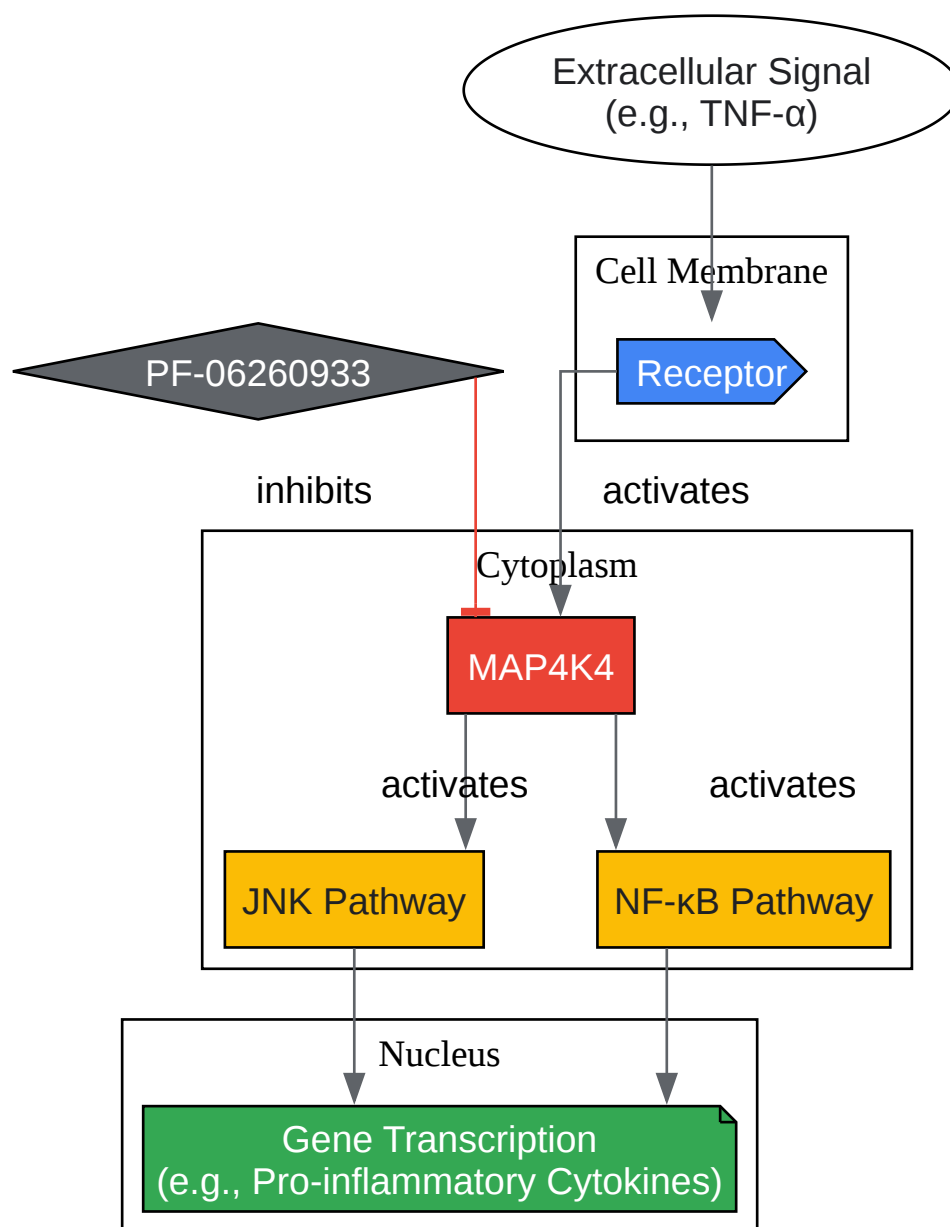 Extracellular Signal
(e.g., TNF-α)
Cell Membrane
PF-06260933
Receptor
inhibits
activates
Cytoplasm
MAP4K4
activates
activates
JNK Pathway
NF-κB Pathway
Nucleus
Gene Transcription
(e.g., Pro-inflammatory Cytokines)